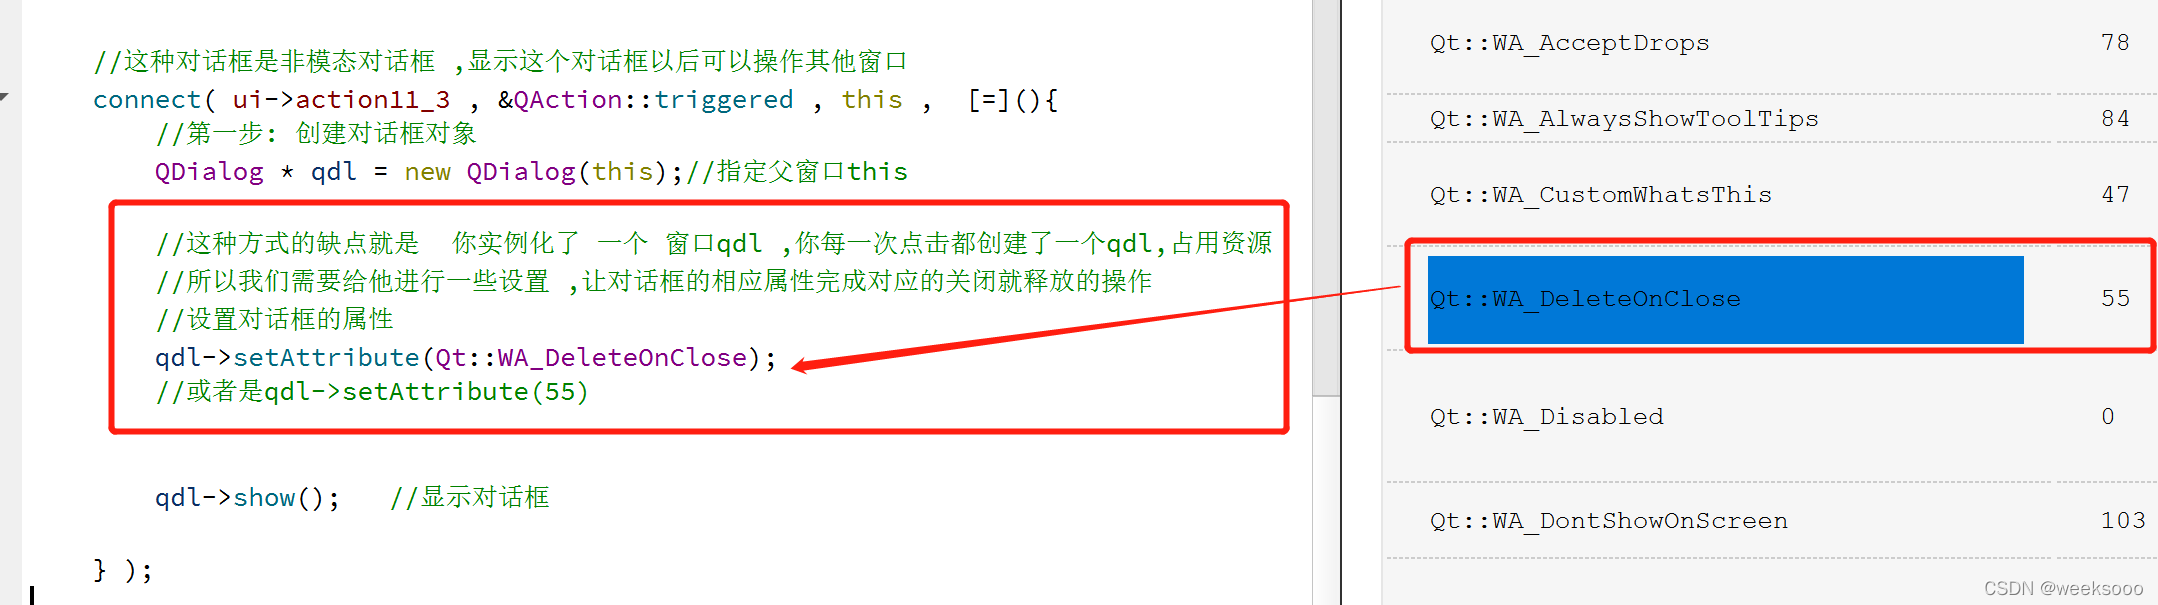 //这种对话框是非模态对话框 ,显示这个对话框以后可以操作其他窗口
connect( ui->action11_3 , &QAction::triggered , this ,  [=](){
//第一步: 创建对话框对象
QDialog * qdl = new QDialog(this);//指定父窗口this
//这种方式的缺点就是  你实例化了 一个 窗口qdl ,你每一次点击都创建了一个qdl,占用资源
//所以我们需要给他进行一些设置 ,让对话框的相应属性完成对应的关闭就释放的操作
//设置对话框的属性
qdl->setAttribute(Qt::WA_DeleteOnClose);
//或者是qdl->setAttribute(55)
qdl->show();   //显示对话框
} );
Qt::WA_AcceptDrops 78
Qt::WA_AlwaysShowToolTips 84
Qt::WA_CustomWhatsThis 47
Qt::WA_DeleteOnClose 55
Qt::WA_Disabled 0
Qt::WA_DontShowOnScreen 103
CSDN @weeksooo